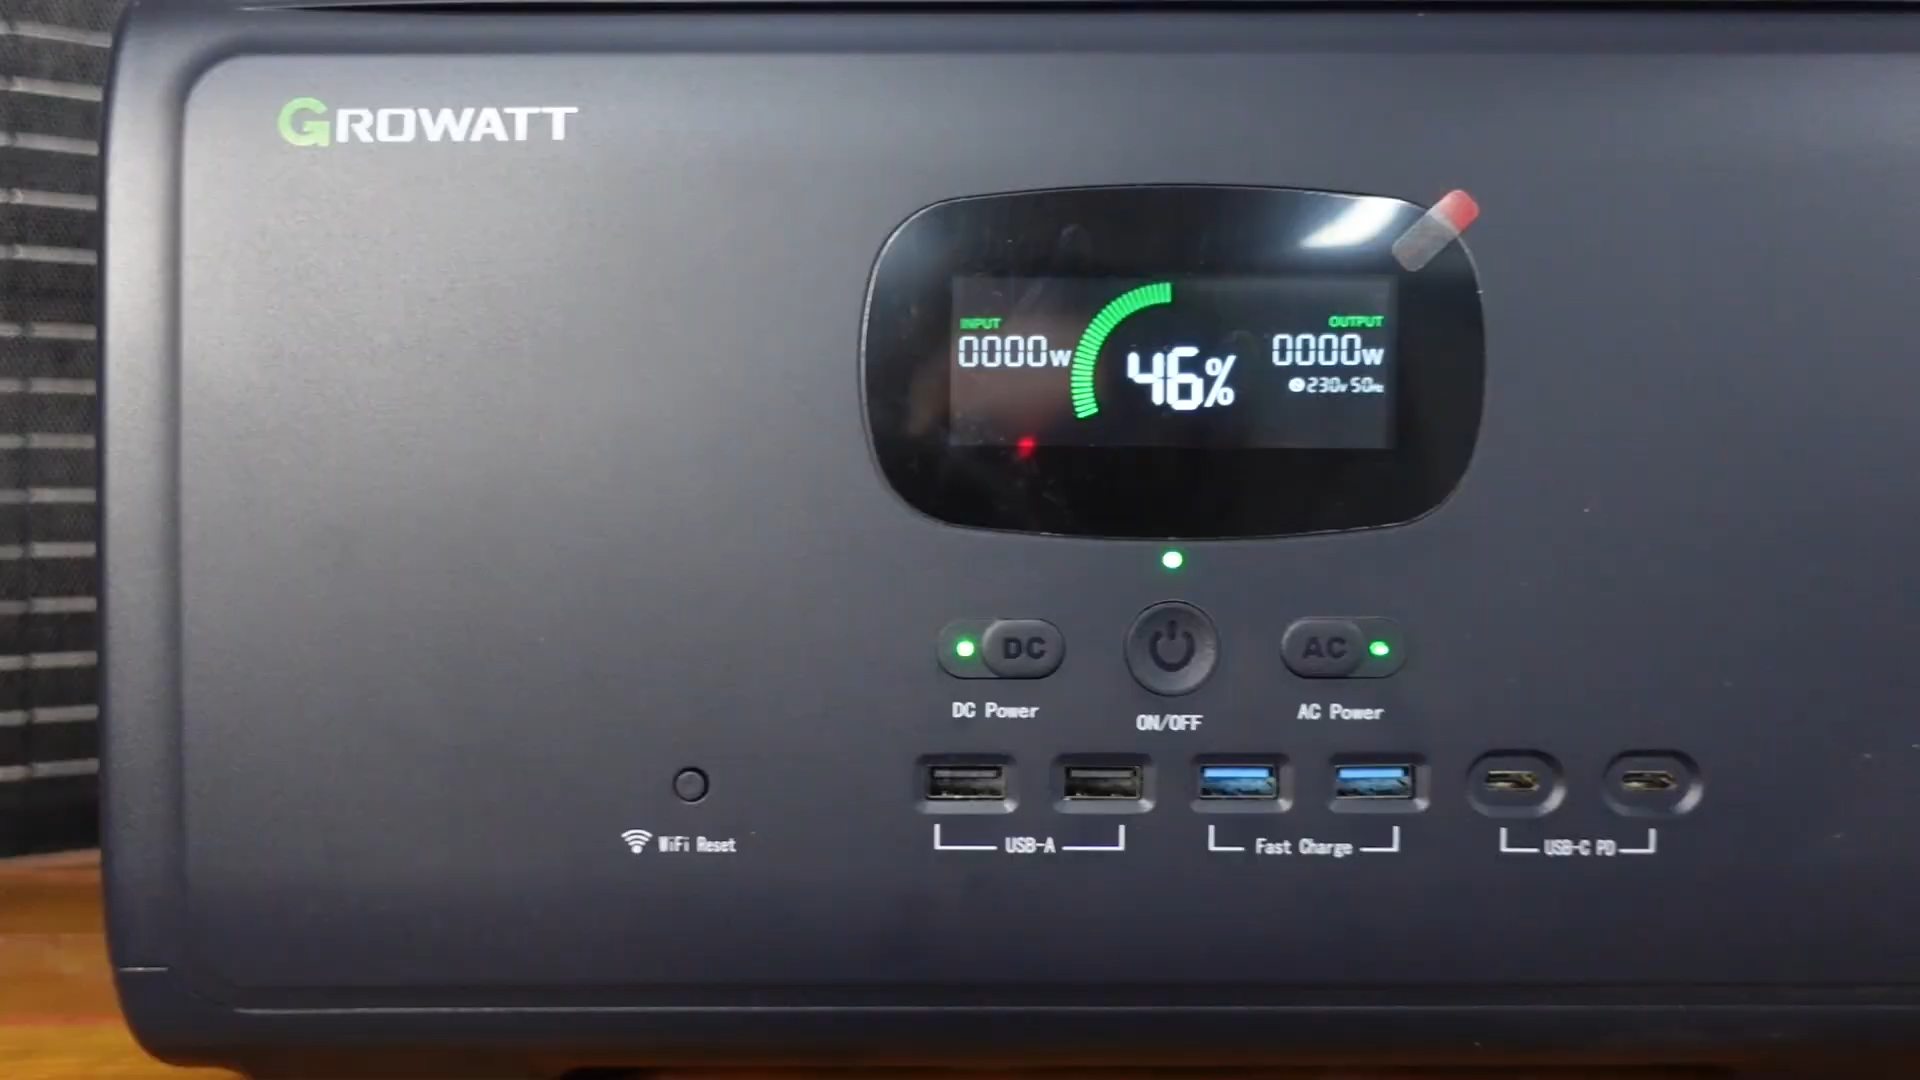 GROWATT
INPUT
0000W
46%
OUTPUT
0000W
230V 50Hz
DC
AC
DC Power
ON/OFF
AC Power
WiFi Reset
USB-A
Fast Charge
USB-C PD